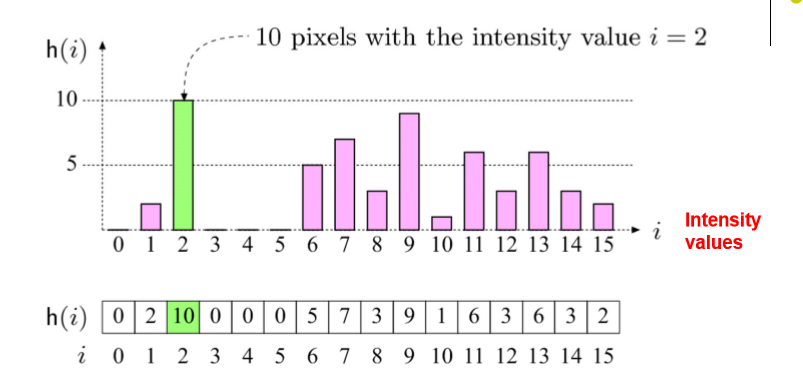 10 pixels with the intensity value i = 2
h(i)
10
5
0 1 2 3 4 5 6 7 8 9 10 11 12 13 14 15 i
Intensity
values
h(i) 0 2 10 0 0 0 5 7 3 9 1 6 3 6 3 2
i 0 1 2 3 4 5 6 7 8 9 10 11 12 13 14 15